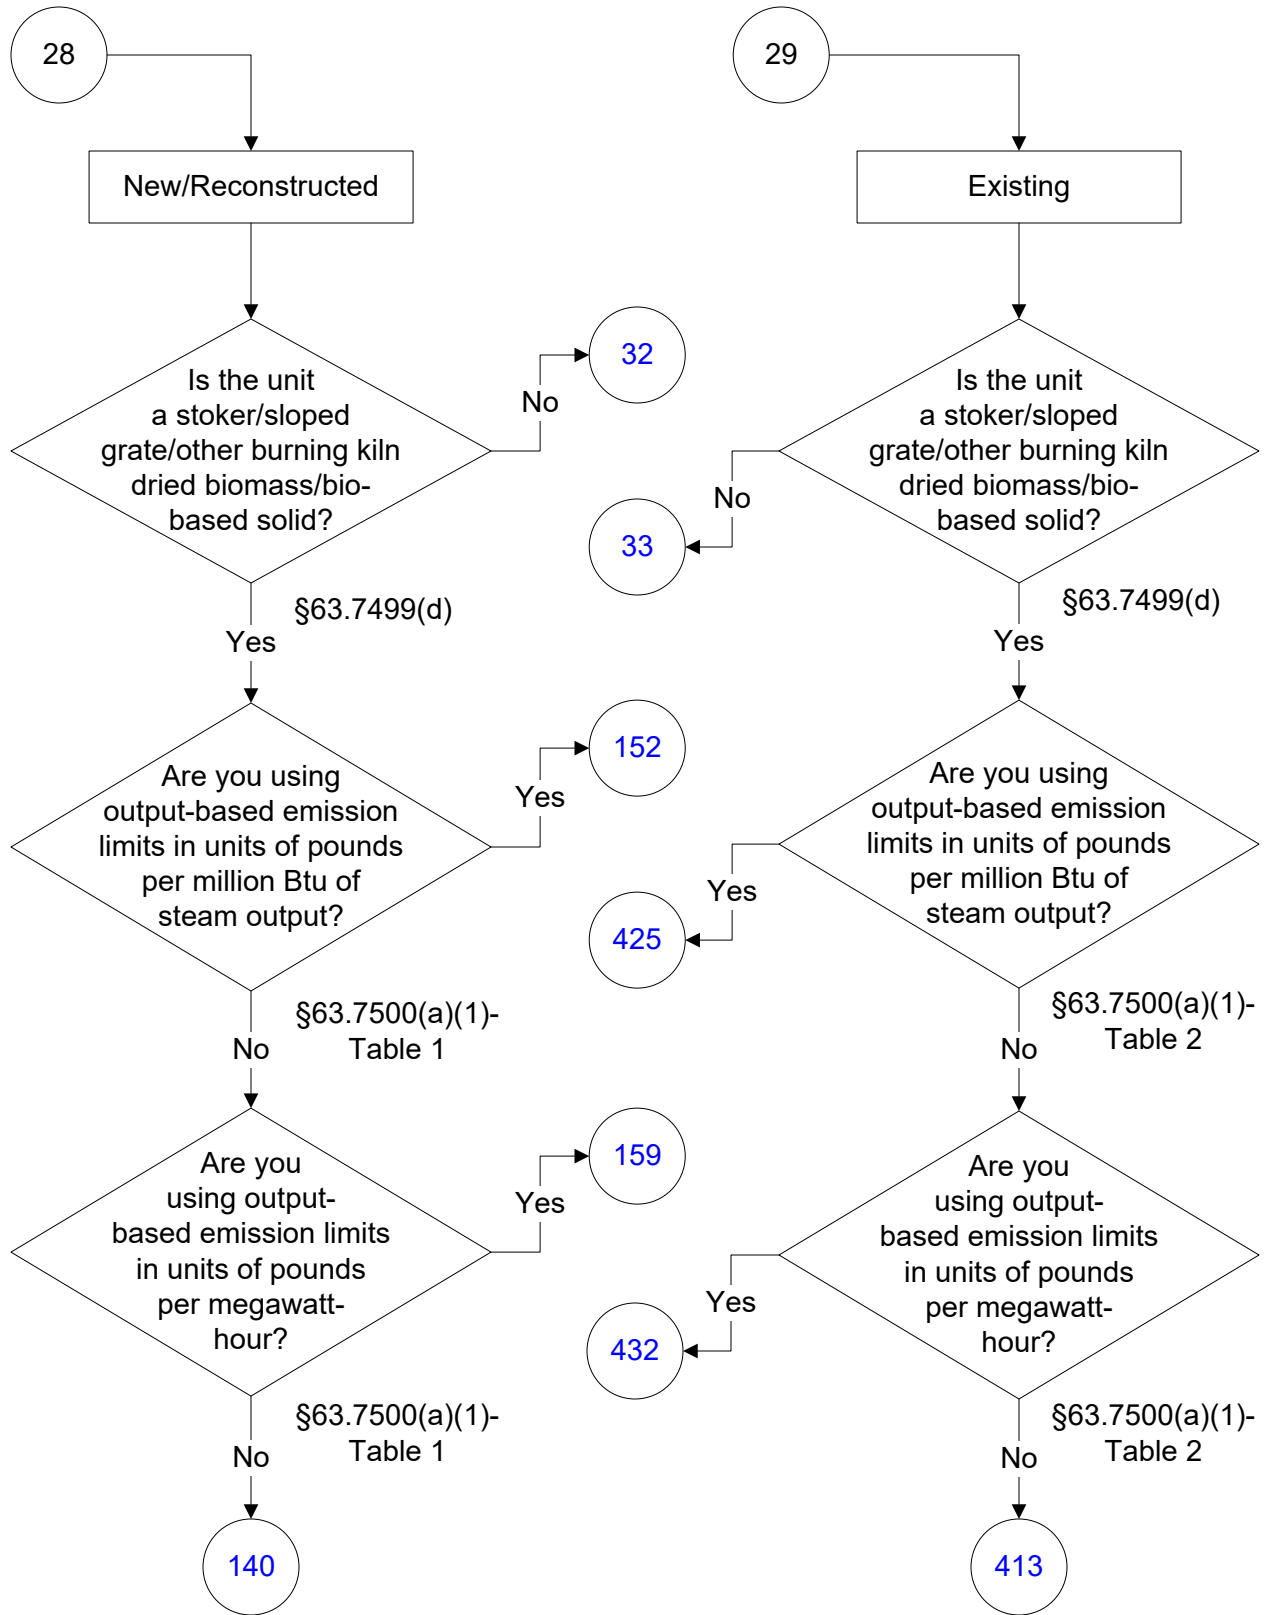 28
New/Reconstructed
Is the unit
a stoker/sloped
grate/other burning kiln
dried biomass/bio-
based solid?
No
32
§63.7499(d)
Yes
Are you using
output-based emission
limits in units of pounds
per million Btu of
steam output?
Yes
152
§63.7500(a)(1)-
Table 1
No
Are you
using output-
based emission limits
in units of pounds
per megawatt-
hour?
Yes
159
§63.7500(a)(1)-
Table 1
No
140
29
Existing
Is the unit
a stoker/sloped
grate/other burning kiln
dried biomass/bio-
based solid?
No
33
§63.7499(d)
Yes
Are you using
output-based emission
limits in units of pounds
per million Btu of
steam output?
Yes
425
§63.7500(a)(1)-
Table 2
No
Are you
using output-
based emission limits
in units of pounds
per megawatt-
hour?
Yes
432
§63.7500(a)(1)-
Table 2
No
413